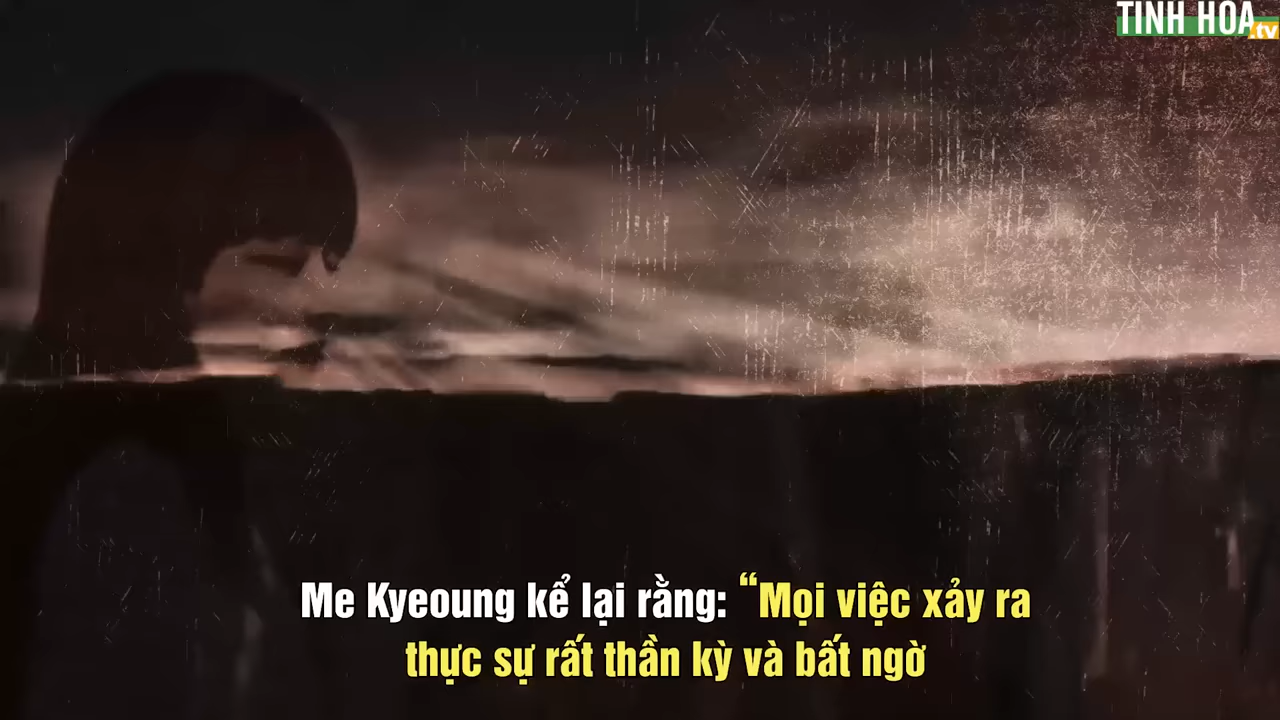 TINH HOA
.tv
Me Kyeoung kể lại rằng: “Mọi việc xảy ra
thực sự rất thần kỳ và bất ngờ